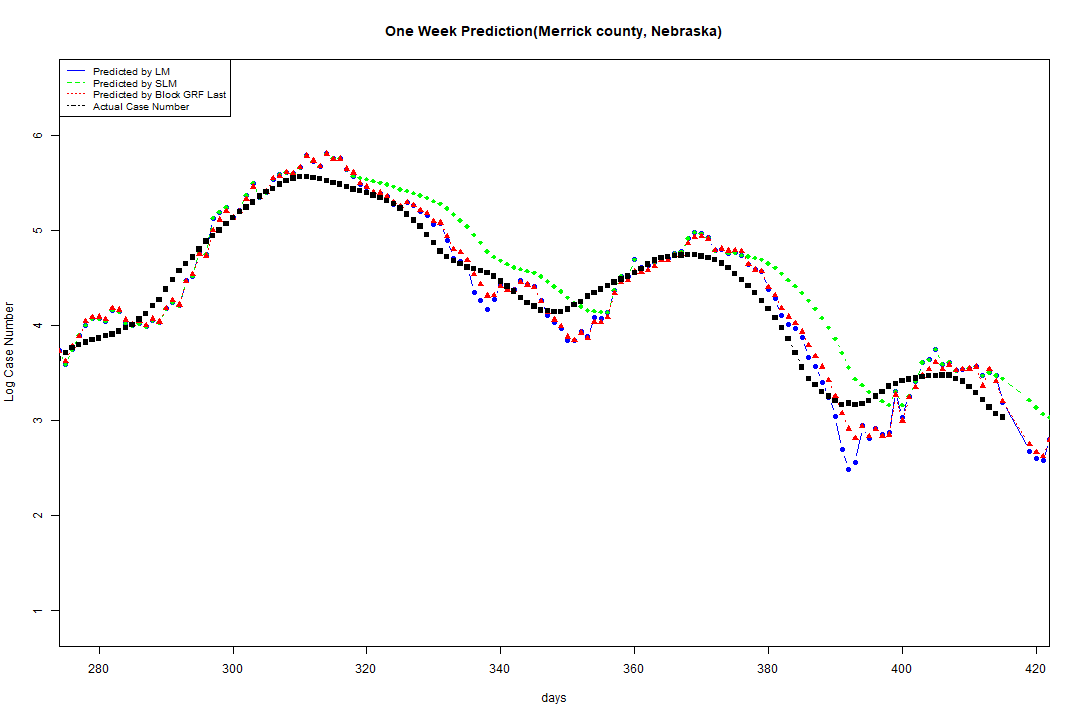 One Week Prediction(Merrick county, Nebraska)
Predicted by LM
Predicted by SLM
Predicted by Block GRF Last
Actual Case Number
Log Case Number
6
5
4
3
2
1
280 300 320 340 360 380 400 420
days